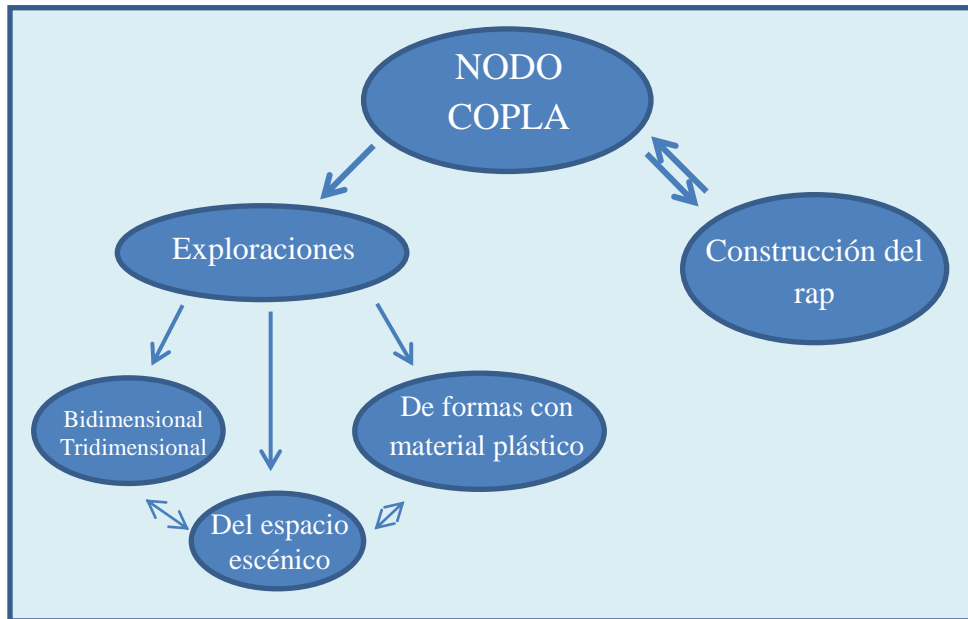 NODO
COPLA
Exploraciones
Construcción del
rap
Bidimensional
Tridimensional
De formas con
material plástico
Del espacio
escénico